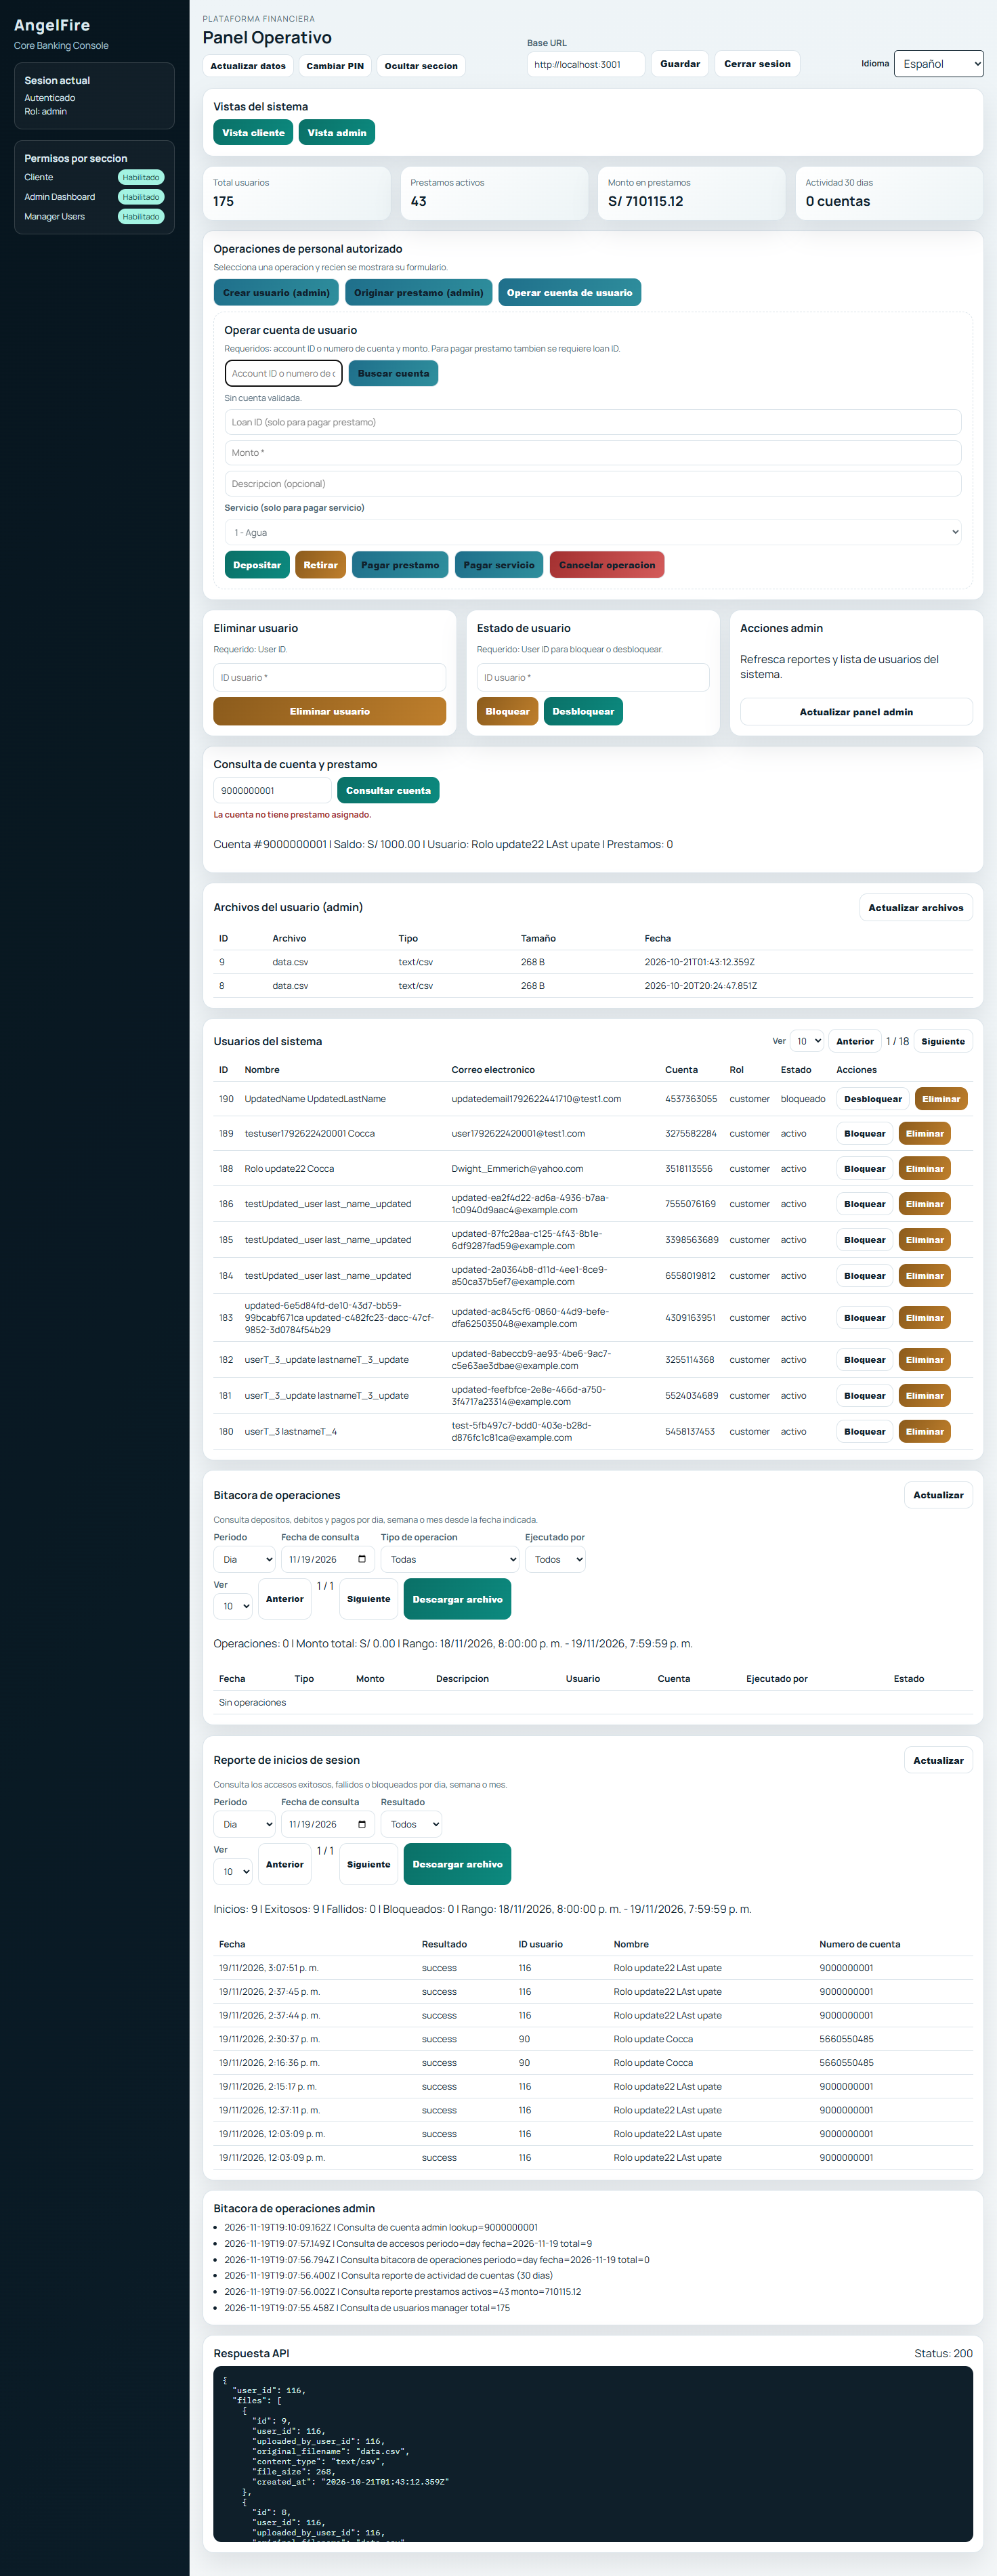 AngelFire
Core Banking Console
Sesion actual
Autenticado
Rol: admin
Permisos por seccion
Cliente Habilitado
Admin Dashboard Habilitado
Manager Users Habilitado
PLATAFORMA FINANCIERA
Panel Operativo
Actualizar datos Cambiar PIN Ocultar seccion
Base URL
http://localhost:3001 Guardar Cerrar sesion
Idioma Español
Vistas del sistema
Vista cliente Vista admin
Total usuarios
175
Prestamos activos
43
Monto en prestamos
S/ 710115.12
Actividad 30 dias
0 cuentas
Operaciones de personal autorizado
Selecciona una operacion y recien se mostrara su formulario.
Crear usuario (admin) Originar prestamo (admin) Operar cuenta de usuario
Operar cuenta de usuario
Requeridos: account ID o numero de cuenta y monto. Para pagar prestamo tambien se requiere loan ID.
Account ID o numero de c Buscar cuenta
Sin cuenta validada.
Loan ID (solo para pagar prestamo)
Monto *
Descripcion (opcional)
Servicio (solo para pagar servicio)
1 - Agua
Depositar Retirar Pagar prestamo Pagar servicio Cancelar operacion
Eliminar usuario
Requerido: User ID.
ID usuario *
Eliminar usuario
Estado de usuario
Requerido: User ID para bloquear o desbloquear.
ID usuario *
Bloquear Desbloquear
Acciones admin
Refresca reportes y lista de usuarios del
sistema.
Actualizar panel admin
Consulta de cuenta y prestamo
9000000001 Consultar cuenta
La cuenta no tiene prestamo asignado.
Cuenta #9000000001 | Saldo: S/ 1000.00 | Usuario: Rolo update22 LAst upate | Prestamos: 0
Archivos del usuario (admin) Actualizar archivos
ID Archivo Tipo Tamaño Fecha
9 data.csv text/csv 268 B 2026-10-21T01:43:12.359Z
8 data.csv text/csv 268 B 2026-10-20T20:24:47.851Z
Usuarios del sistema Ver 10 Anterior 1 / 18 Siguiente
ID Nombre Correo electronico Cuenta Rol Estado Acciones
190 UpdatedName UpdatedLastName updatedemail1792622441710@test1.com 4537363055 customer bloqueado Desbloquear Eliminar
189 testuser1792622420001 Cocca user1792622420001@test1.com 3275582284 customer activo Bloquear Eliminar
188 Rolo update22 Cocca Dwight_Emmerich@yahoo.com 3518113556 customer activo Bloquear Eliminar
186 testUpdated_user last_name_updated updated-ea2f4d22-ad6a-4936-b7aa-
1c0940d9aac4@example.com 7555076169 customer activo Bloquear Eliminar
185 testUpdated_user last_name_updated updated-87fc28aa-c125-4f43-8b1e-
6df9287fad59@example.com 3398563689 customer activo Bloquear Eliminar
184 testUpdated_user last_name_updated updated-2a0364b8-d11d-4ee1-8ce9-
a50ca37b5ef7@example.com 6558019812 customer activo Bloquear Eliminar
183 updated-6e5d84fd-de10-43d7-bb59-
99bcabf671ca updated-c482fc23-dacc-47cf-
9852-3d0784f54b29 updated-ac845cf6-0860-44d9-befe-
dfa625035048@example.com 4309163951 customer activo Bloquear Eliminar
182 userT_3_update lastnameT_3_update updated-8abeccb9-ae93-4be6-9ac7-
c5e63ae3dbae@example.com 3255114368 customer activo Bloquear Eliminar
181 userT_3_update lastnameT_3_update updated-feefbfce-2e8e-466d-a750-
3f4717a23314@example.com 5524034689 customer activo Bloquear Eliminar
180 userT_3 lastnameT_4 test-5fb497c7-bdd0-403e-b28d-
d876fc1c81ca@example.com 5458137453 customer activo Bloquear Eliminar
Bitacora de operaciones Actualizar
Consulta depositos, debitos y pagos por dia, semana o mes desde la fecha indicada.
Periodo Fecha de consulta Tipo de operacion Ejecutado por
Dia 11/19/2026 Todas Todos
Ver
10 Anterior 1 / 1 Siguiente Descargar archivo
Operaciones: 0 | Monto total: S/ 0.00 | Rango: 18/11/2026, 8:00:00 p. m. - 19/11/2026, 7:59:59 p. m.
Fecha Tipo Monto Descripcion Usuario Cuenta Ejecutado por Estado
Sin operaciones
Reporte de inicios de sesion Actualizar
Consulta los accesos exitosos, fallidos o bloqueados por dia, semana o mes.
Periodo Fecha de consulta Resultado
Dia 11/19/2026 Todos
Ver
10 Anterior 1 / 1 Siguiente Descargar archivo
Inicios: 9 | Exitosos: 9 | Fallidos: 0 | Bloqueados: 0 | Rango: 18/11/2026, 8:00:00 p. m. - 19/11/2026, 7:59:59 p. m.
Fecha Resultado ID usuario Nombre Numero de cuenta
19/11/2026, 3:07:51 p. m. success 116 Rolo update22 LAst upate 9000000001
19/11/2026, 2:37:45 p. m. success 116 Rolo update22 LAst upate 9000000001
19/11/2026, 2:37:44 p. m. success 116 Rolo update22 LAst upate 9000000001
19/11/2026, 2:30:37 p. m. success 90 Rolo update Cocca 5660550485
19/11/2026, 2:16:36 p. m. success 90 Rolo update Cocca 5660550485
19/11/2026, 2:15:17 p. m. success 116 Rolo update22 LAst upate 9000000001
19/11/2026, 12:37:11 p. m. success 116 Rolo update22 LAst upate 9000000001
19/11/2026, 12:03:09 p. m. success 116 Rolo update22 LAst upate 9000000001
19/11/2026, 12:03:09 p. m. success 116 Rolo update22 LAst upate 9000000001
Bitacora de operaciones admin
2026-11-19T19:10:09.162Z | Consulta de cuenta admin lookup=9000000001
2026-11-19T19:07:57.149Z | Consulta de accesos periodo=day fecha=2026-11-19 total=9
2026-11-19T19:07:56.794Z | Consulta bitacora de operaciones periodo=day fecha=2026-11-19 total=0
2026-11-19T19:07:56.400Z | Consulta reporte de actividad de cuentas (30 dias)
2026-11-19T19:07:56.002Z | Consulta reporte prestamos activos=43 monto=710115.12
2026-11-19T19:07:55.458Z | Consulta de usuarios manager total=175
Respuesta API Status: 200
{
"user_id": 116,
"files": [
{
"id": 9,
"user_id": 116,
"uploaded_by_user_id": 116,
"original_filename": "data.csv",
"content_type": "text/csv",
"file_size": 268,
"created_at": "2026-10-21T01:43:12.359Z"
},
{
"id": 8,
"user_id": 116,
"uploaded_by_user_id": 116,